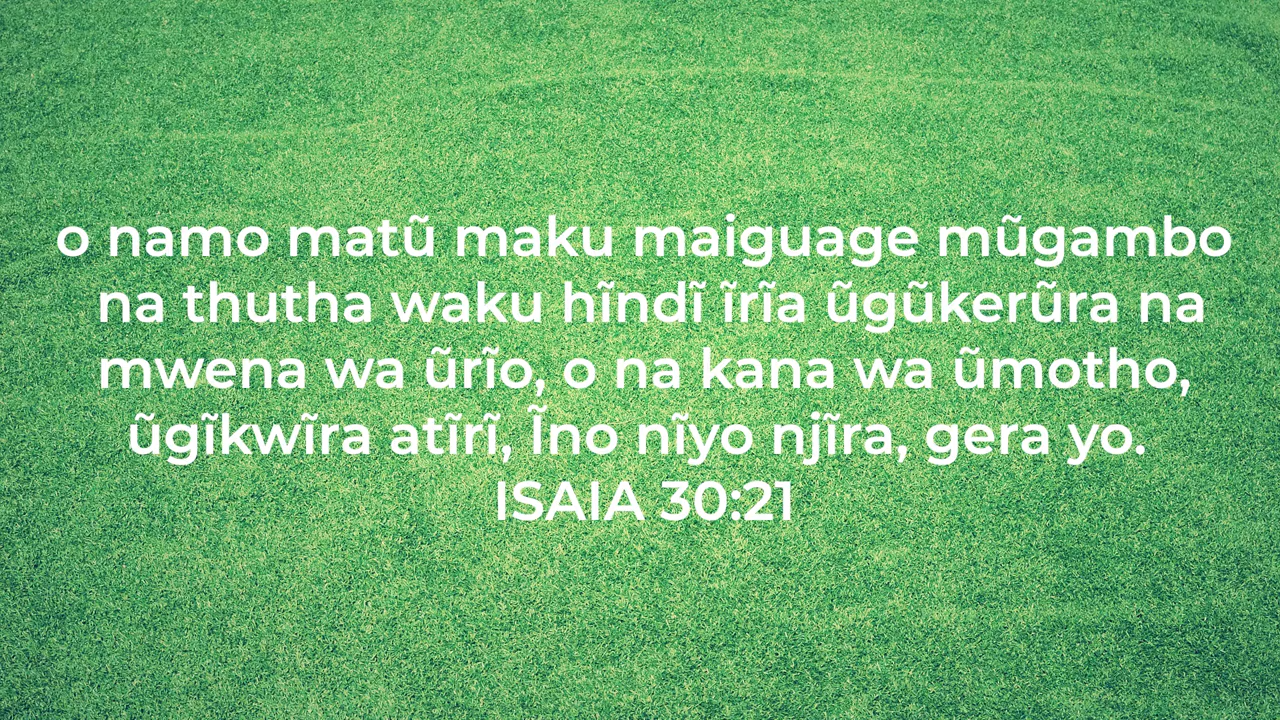 o namo matũ maku maiguage mũgambo
na thutha waku hĩndĩ ĩrĩa ũgũkerũra na
mwena wa ũrĩo, o na kana wa ũmotho,
ũgĩkwĩra atĩrĩ, Ĩno nĩyo njĩra, gera yo.
ISAIA 30:21